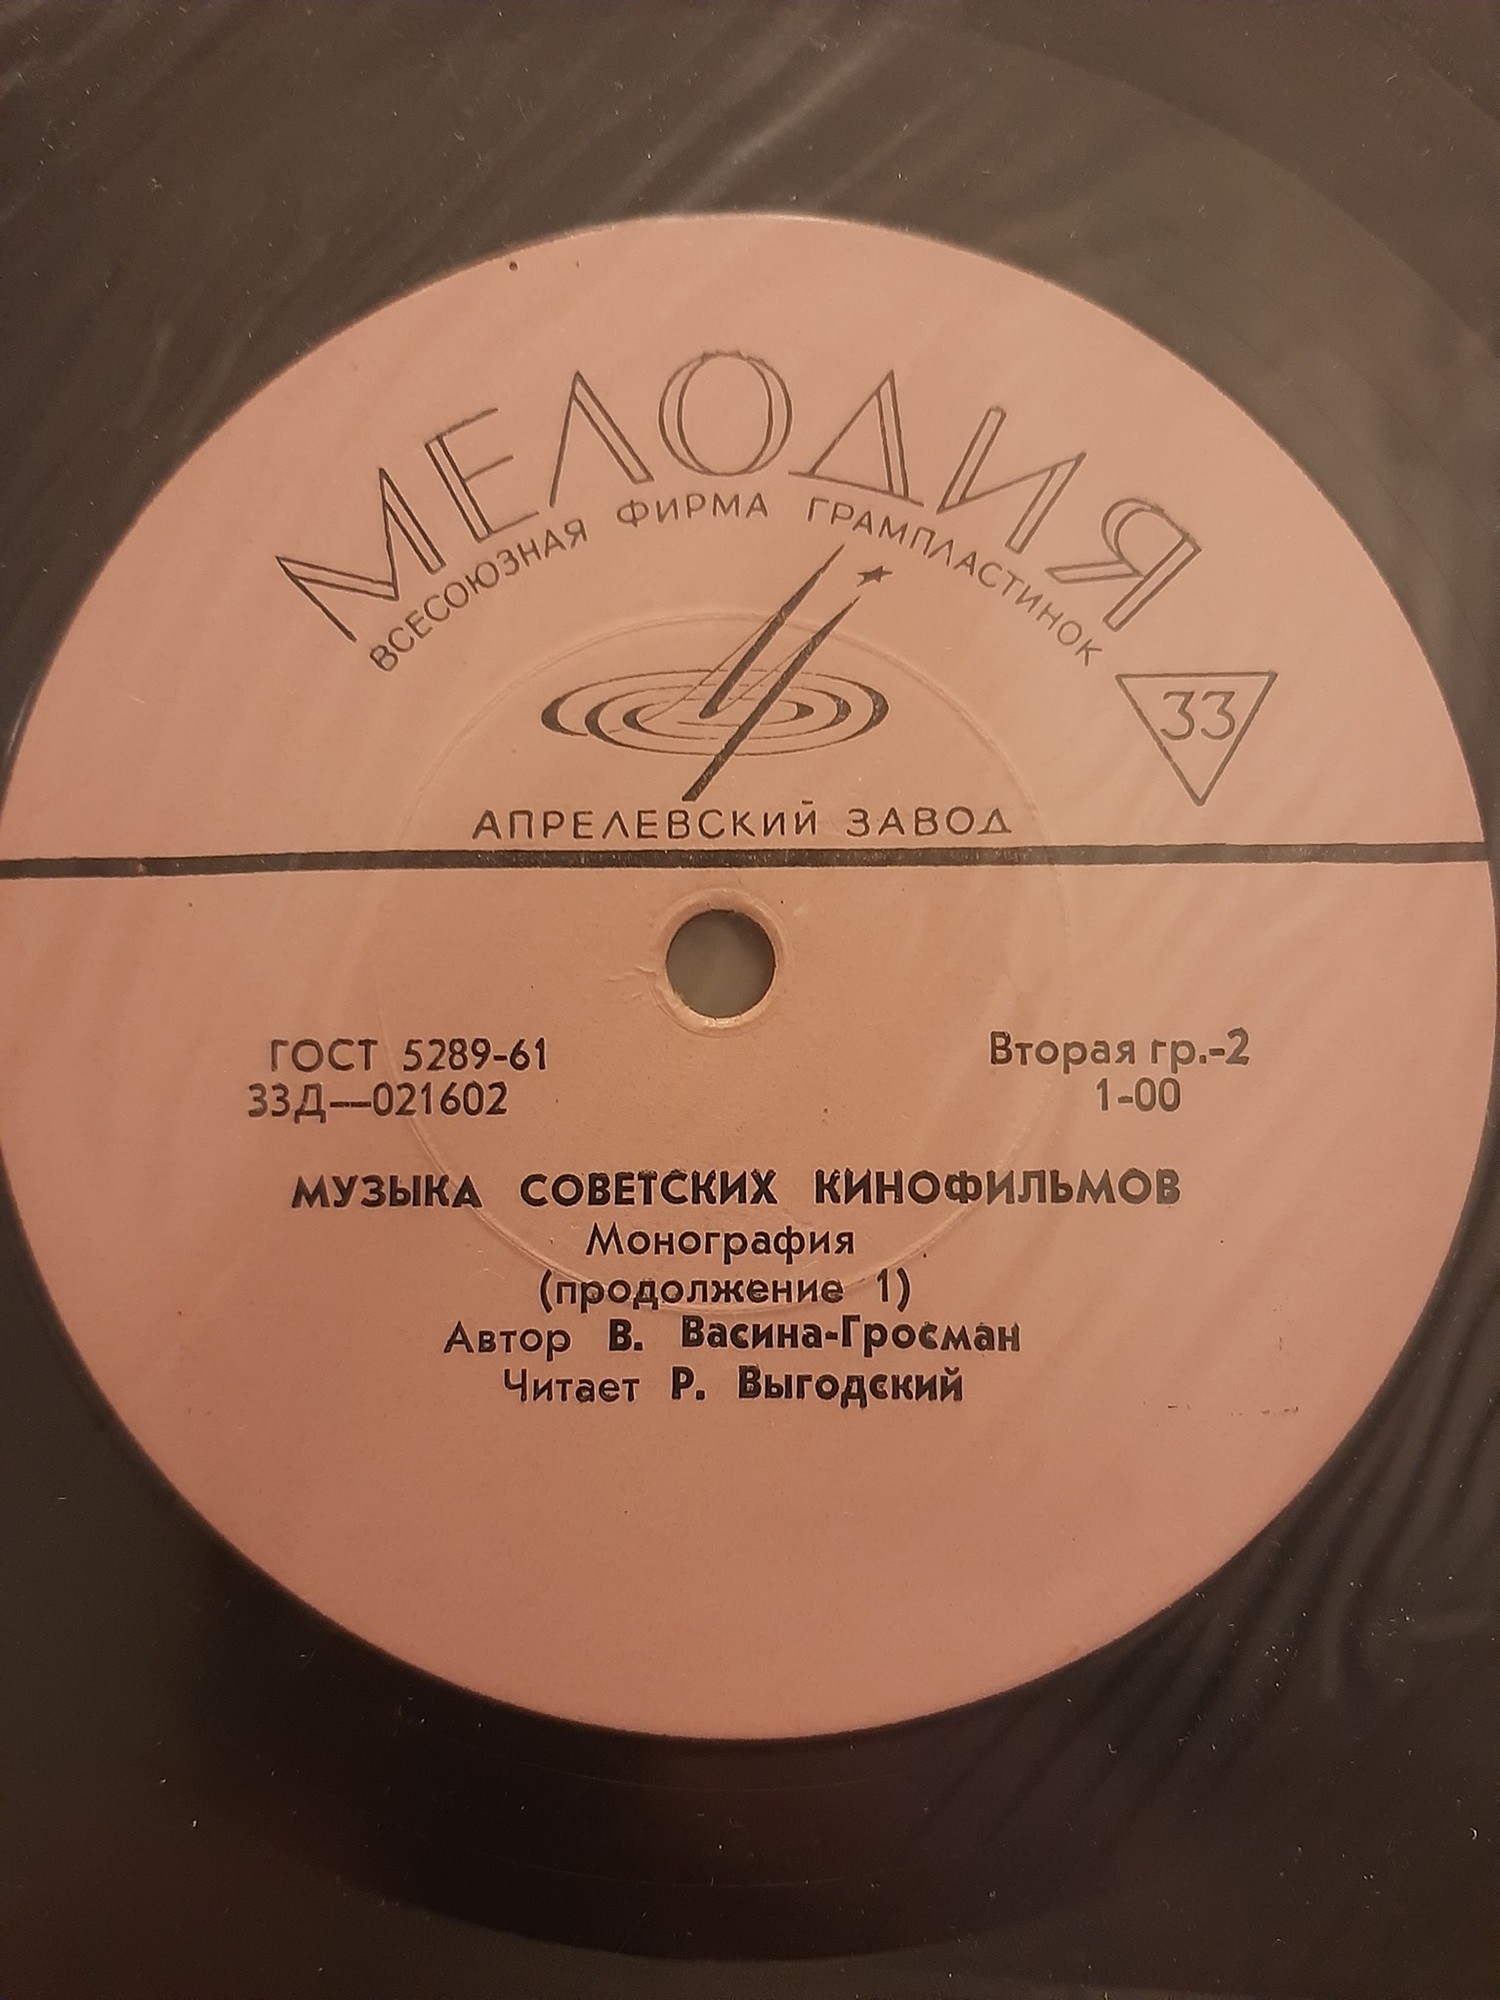 МЕЛОДИЯ
ВСЕСОЮЗНАЯ ФИРМА ГРАМПЛАСТИНОК
33
АПРЕЛЕВСКИЙ ЗАВОД
ГОСТ 5289-61
Вторая гр.-2
33Д—021602
1-00
МУЗЫКА СОВЕТСКИХ КИНОФИЛЬМОВ
Монография
(продолжение 1)
Автор В. Васина-Гросман
Читает Р. Выгодский